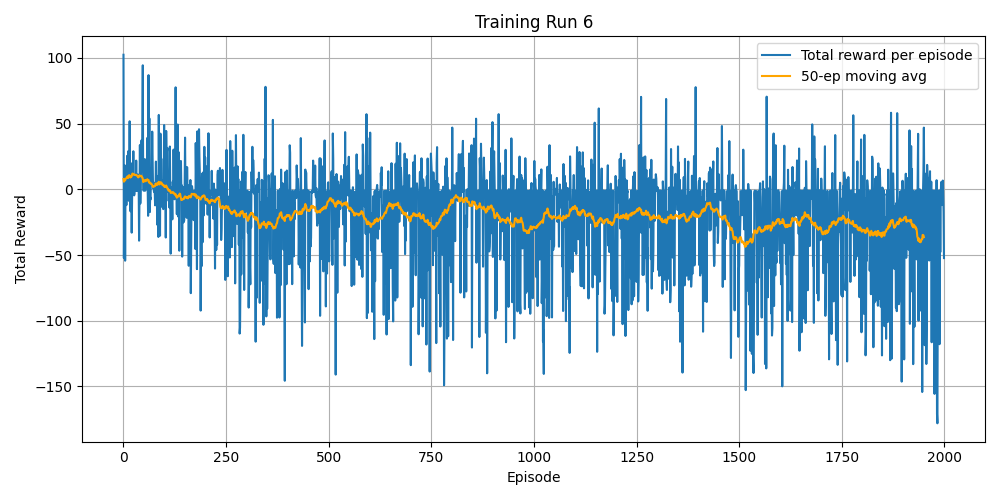 Training Run 6
Total reward per episode
50-ep moving avg
Total Reward
100
50
0
−50
−100
−150
0 250 500 750 1000 1250 1500 1750 2000
Episode